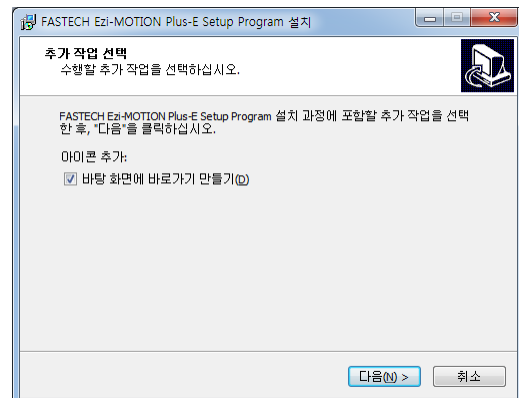 FASTECH Ezi-MOTION Plus-E Setup Program 설치
추가 작업 선택
수행할 추가 작업을 선택하십시오.
FASTECH Ezi-MOTION Plus-E Setup Program 설치 과정에 포함할 추가 작업을 선택
한 후, "다음"을 클릭하십시오.
아이콘 추가:
바탕 화면에 바로가기 만들기(D)
다음(N) > 취소